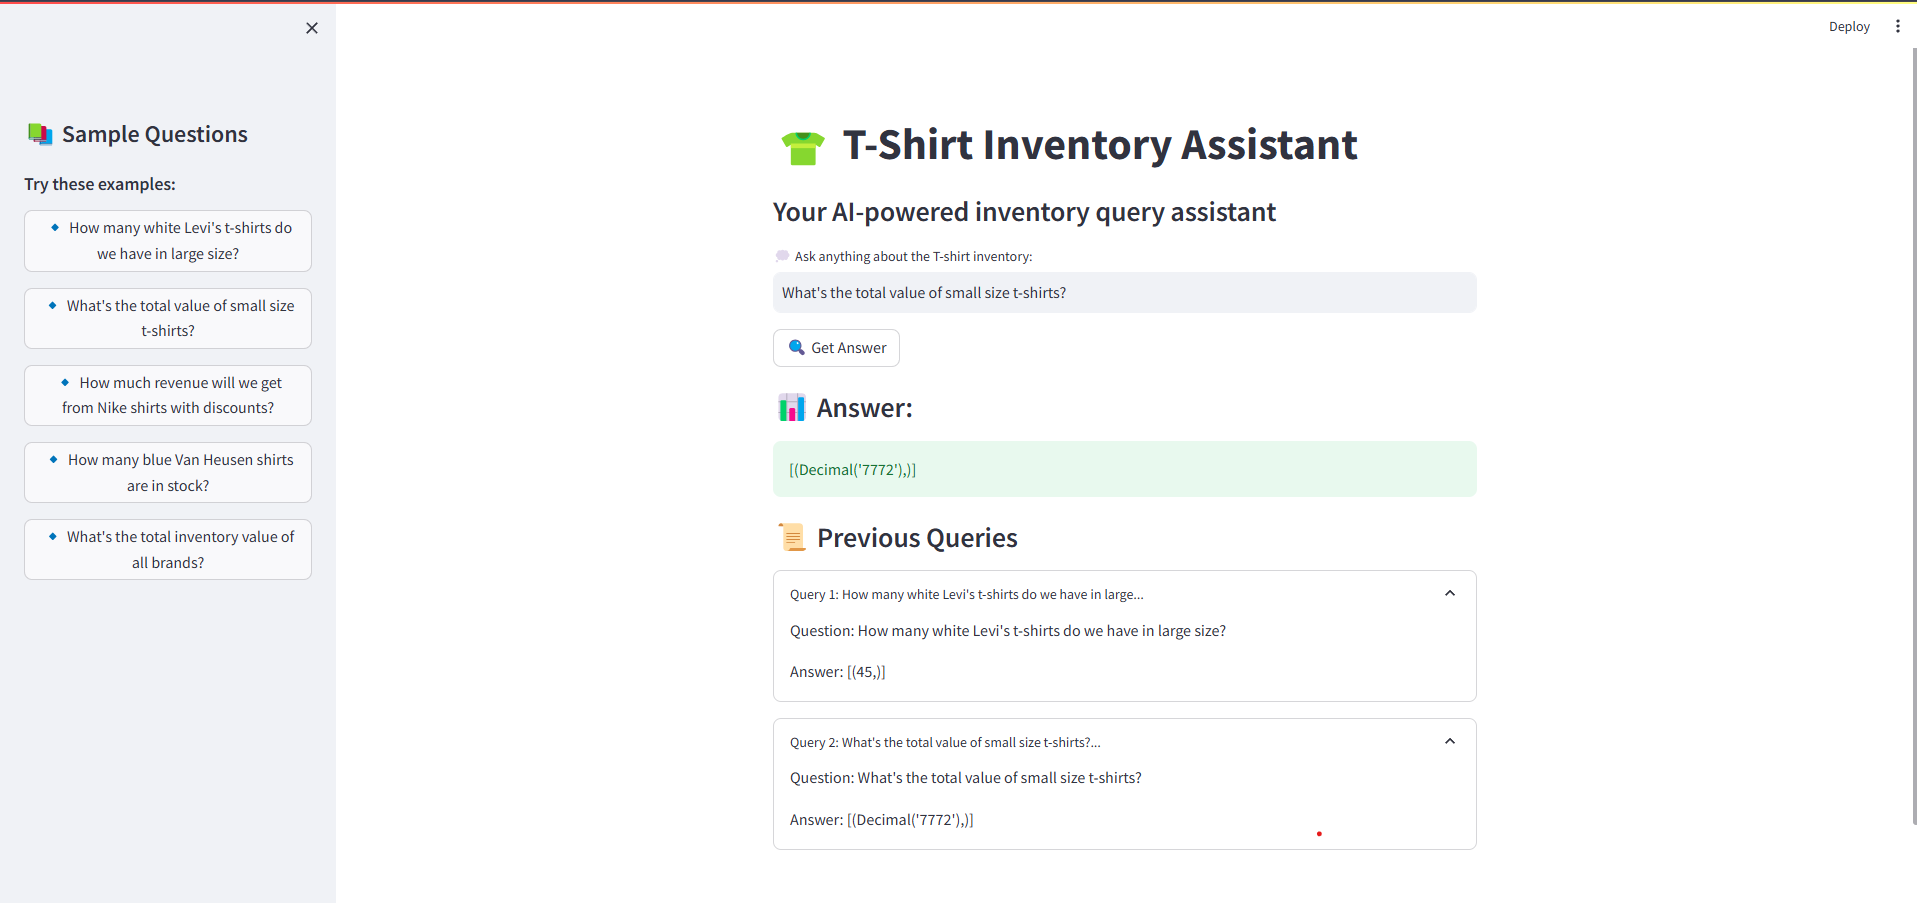 Deploy
Sample Questions
Try these examples:
How many white Levi's t-shirts do
we have in large size?
What's the total value of small size
t-shirts?
How much revenue will we get
from Nike shirts with discounts?
How many blue Van Heusen shirts
are in stock?
What's the total inventory value of
all brands?
T-Shirt Inventory Assistant
Your AI-powered inventory query assistant
Ask anything about the T-shirt inventory:
What's the total value of small size t-shirts?
Get Answer
Answer:
[(Decimal('7772'),)]
Previous Queries
Query 1: How many white Levi's t-shirts do we have in large...
Question: How many white Levi's t-shirts do we have in large size?
Answer: [(45,)]
Query 2: What's the total value of small size t-shirts?...
Question: What's the total value of small size t-shirts?
Answer: [(Decimal('7772'),)]